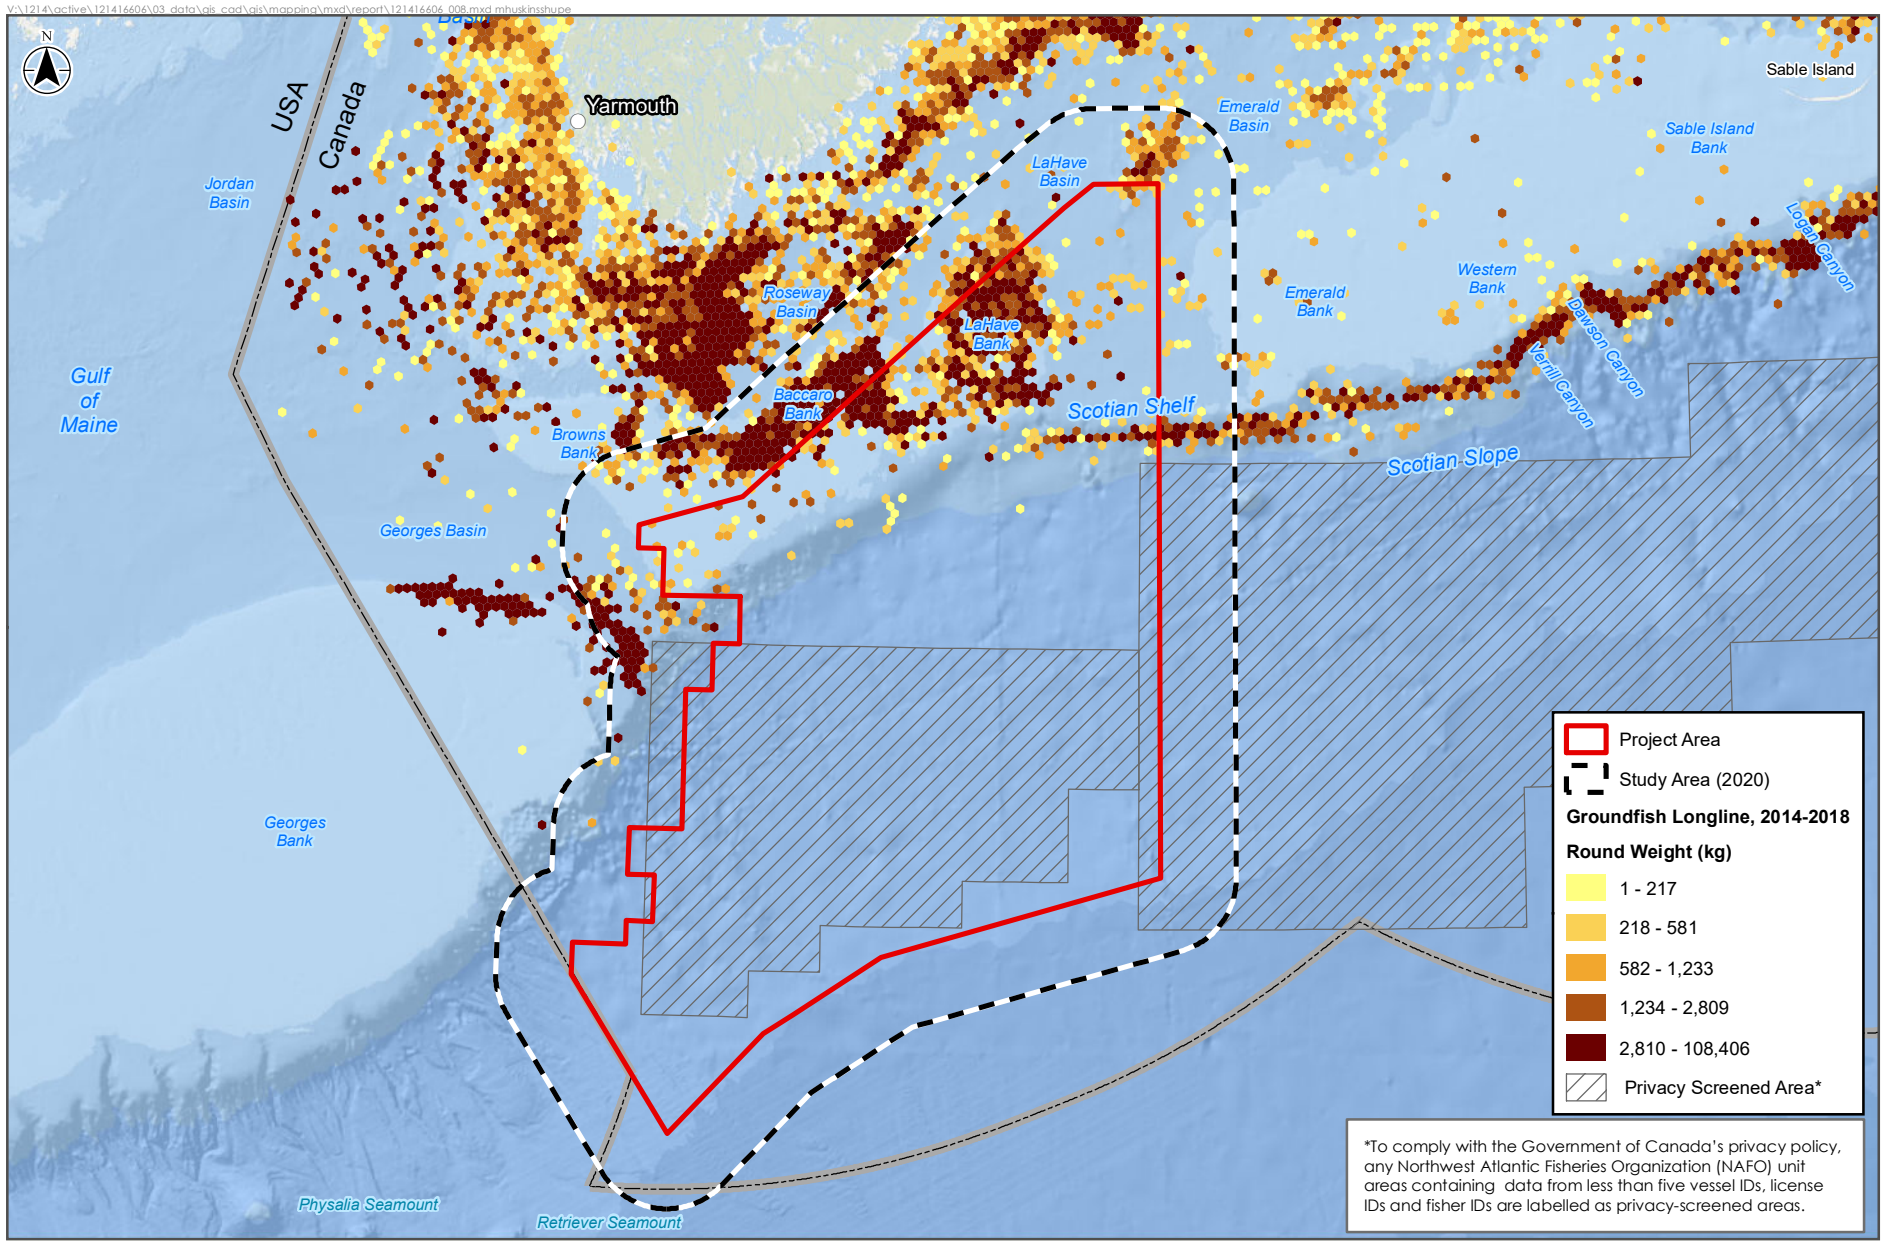 V:\1214\active\121416606\03_data\gis_cad\gis\mapping\mxd\report\121416606_008.mxd mhuskinsshupe
N
Basin
Sable Island
USA
Canada
Yarmouth
Emerald
Basin
Sable Island
Bank
LaHave
Basin
Jordan
Basin
Logan Canyon
Western
Bank
Emerald
Bank
Roseway
Basin
LaHave
Bank
Dawson Canyon
Verrill Canyon
Gulf
of
Maine
Baccaro
Bank
Scotian Shelf
Browns
Bank
Scotian Slope
Georges Basin
Georges
Bank
Physalia Seamount
Retriever Seamount
Project Area
Study Area (2020)
Groundfish Longline, 2014-2018
Round Weight (kg)
1 - 217
218 - 581
582 - 1,233
1,234 - 2,809
2,810 - 108,406
Privacy Screened Area*
*To comply with the Government of Canada's privacy policy,
any Northwest Atlantic Fisheries Organization (NAFO) unit
areas containing data from less than five vessel IDs, license
IDs and fisher IDs are labelled as privacy-screened areas.